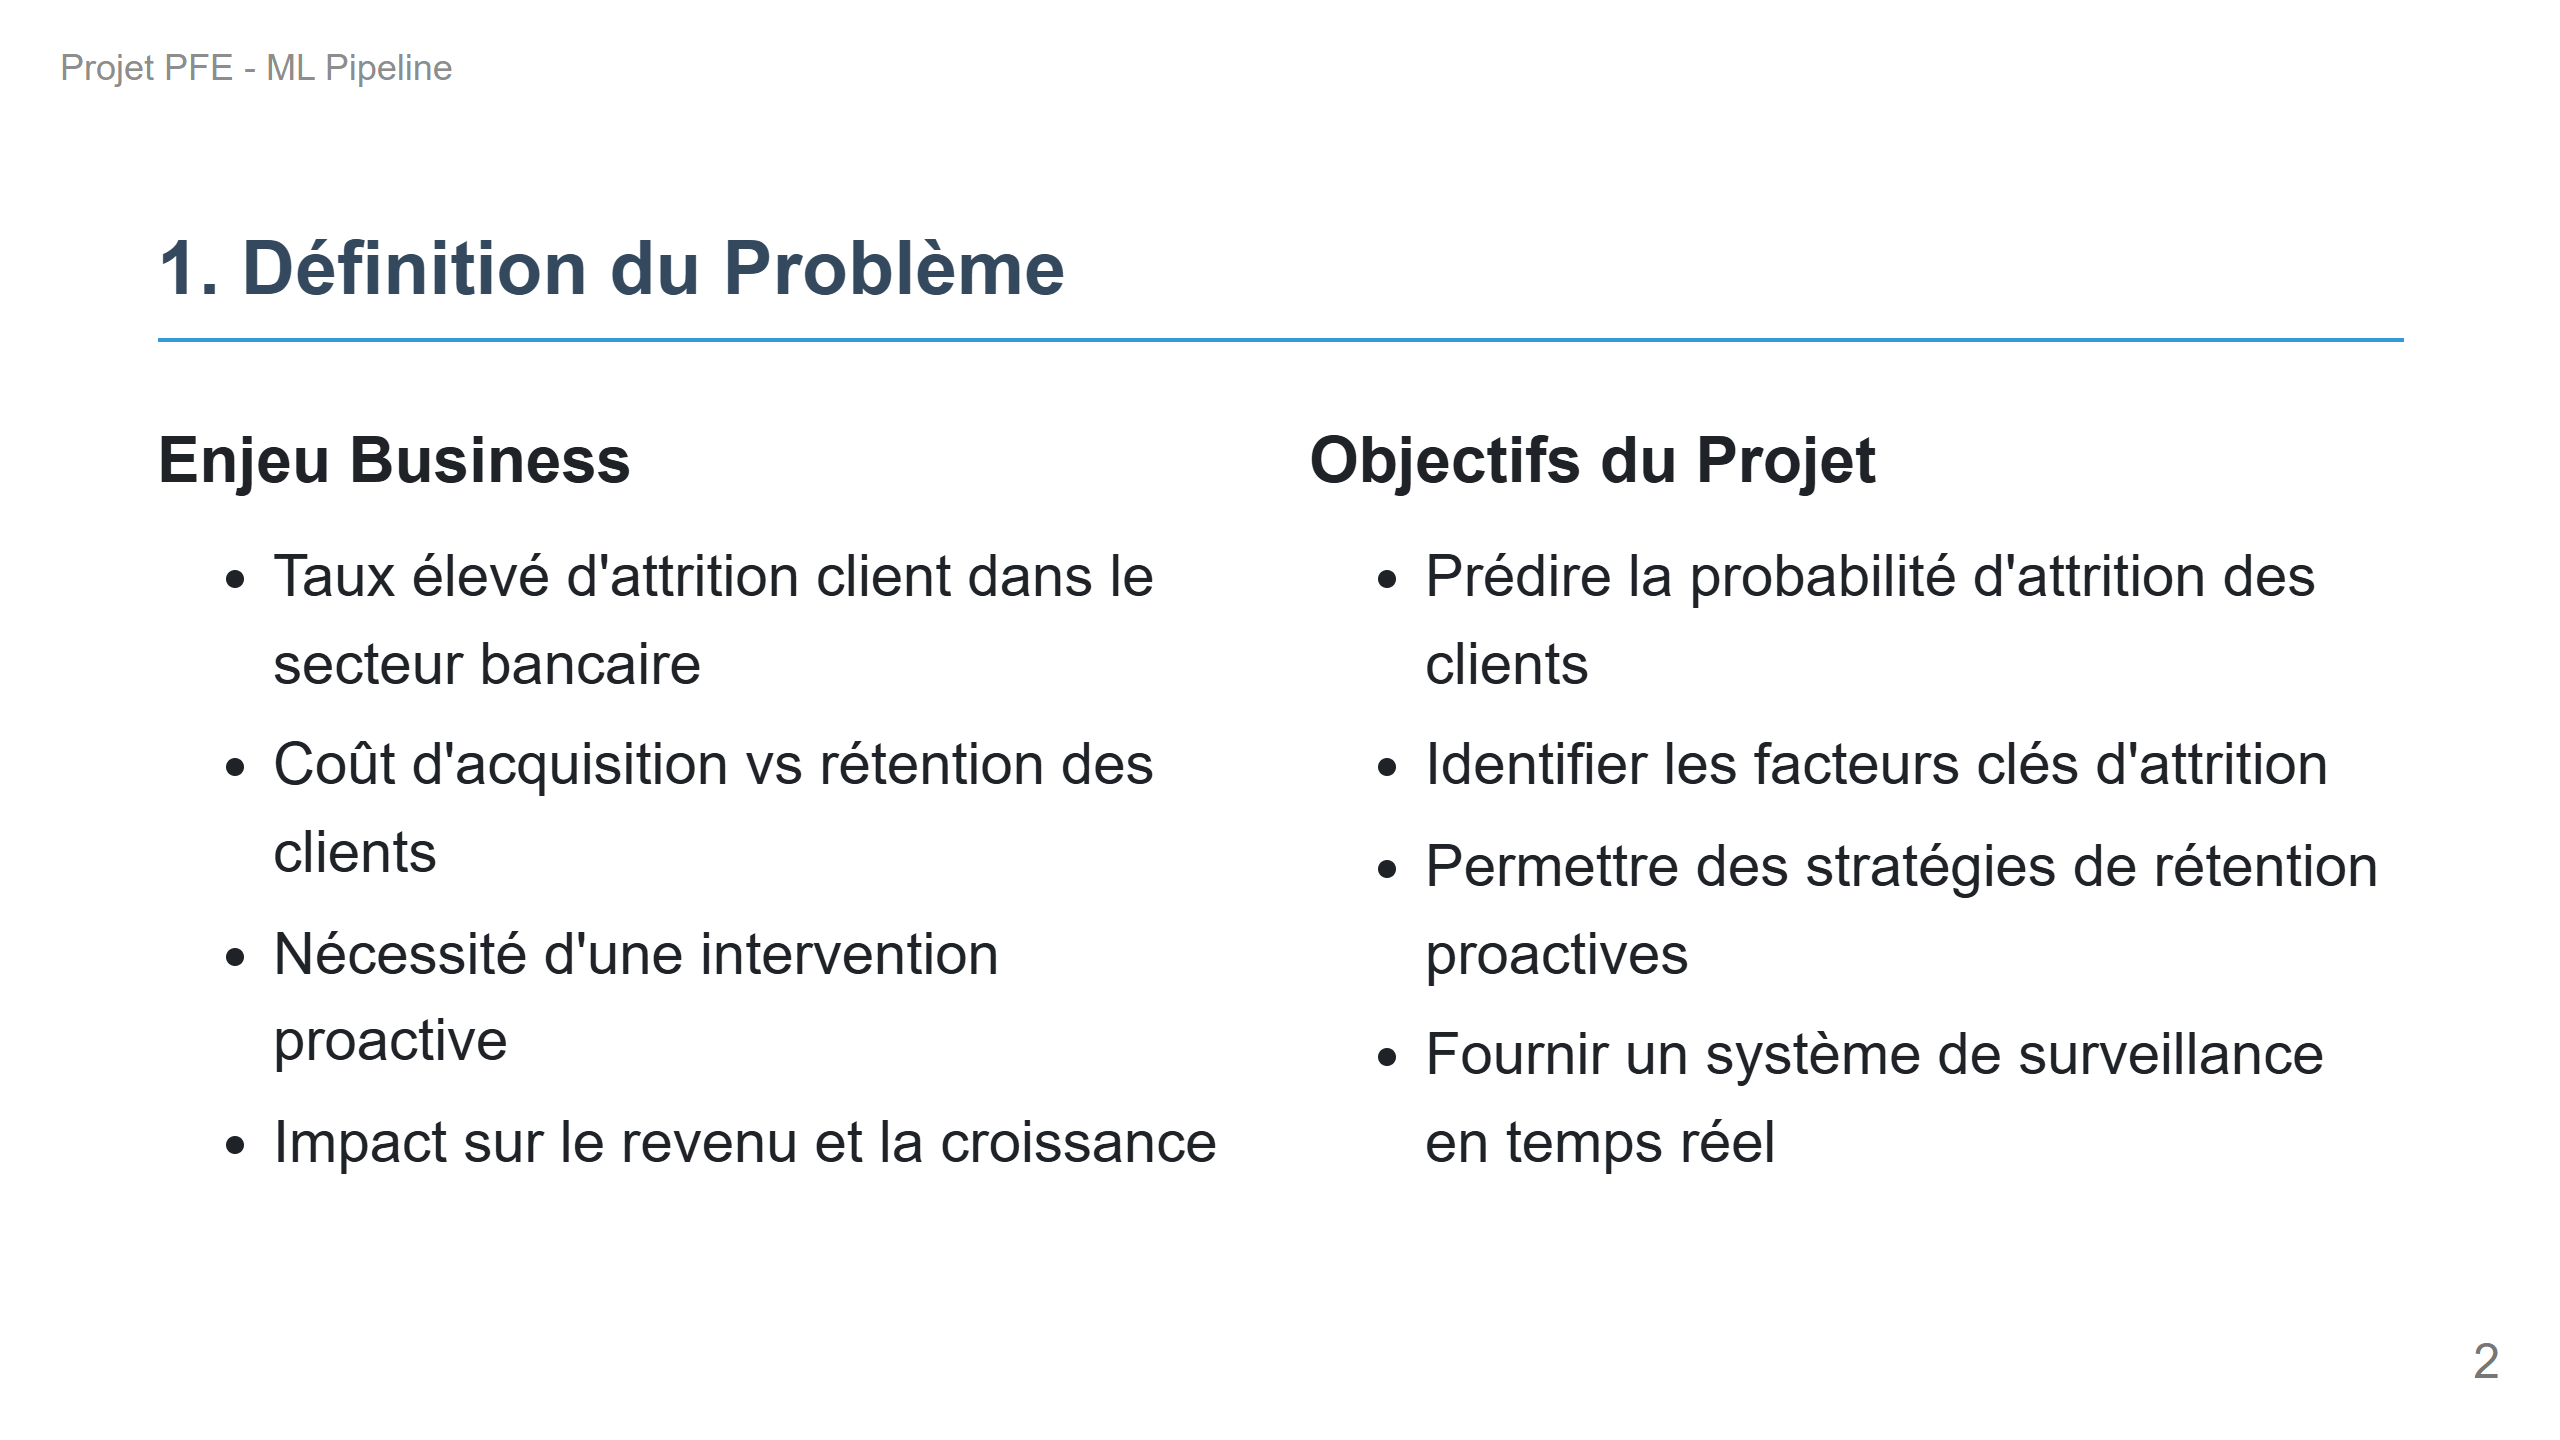 Projet PFE - ML Pipeline
1. Définition du Problème
Enjeu Business
• Taux élevé d'attrition client dans le
secteur bancaire
• Coût d'acquisition vs rétention des
clients
• Nécessité d'une intervention
proactive
• Impact sur le revenu et la croissance
Objectifs du Projet
• Prédire la probabilité d'attrition des
clients
• Identifier les facteurs clés d'attrition
• Permettre des stratégies de rétention
proactives
• Fournir un système de surveillance
en temps réel
2